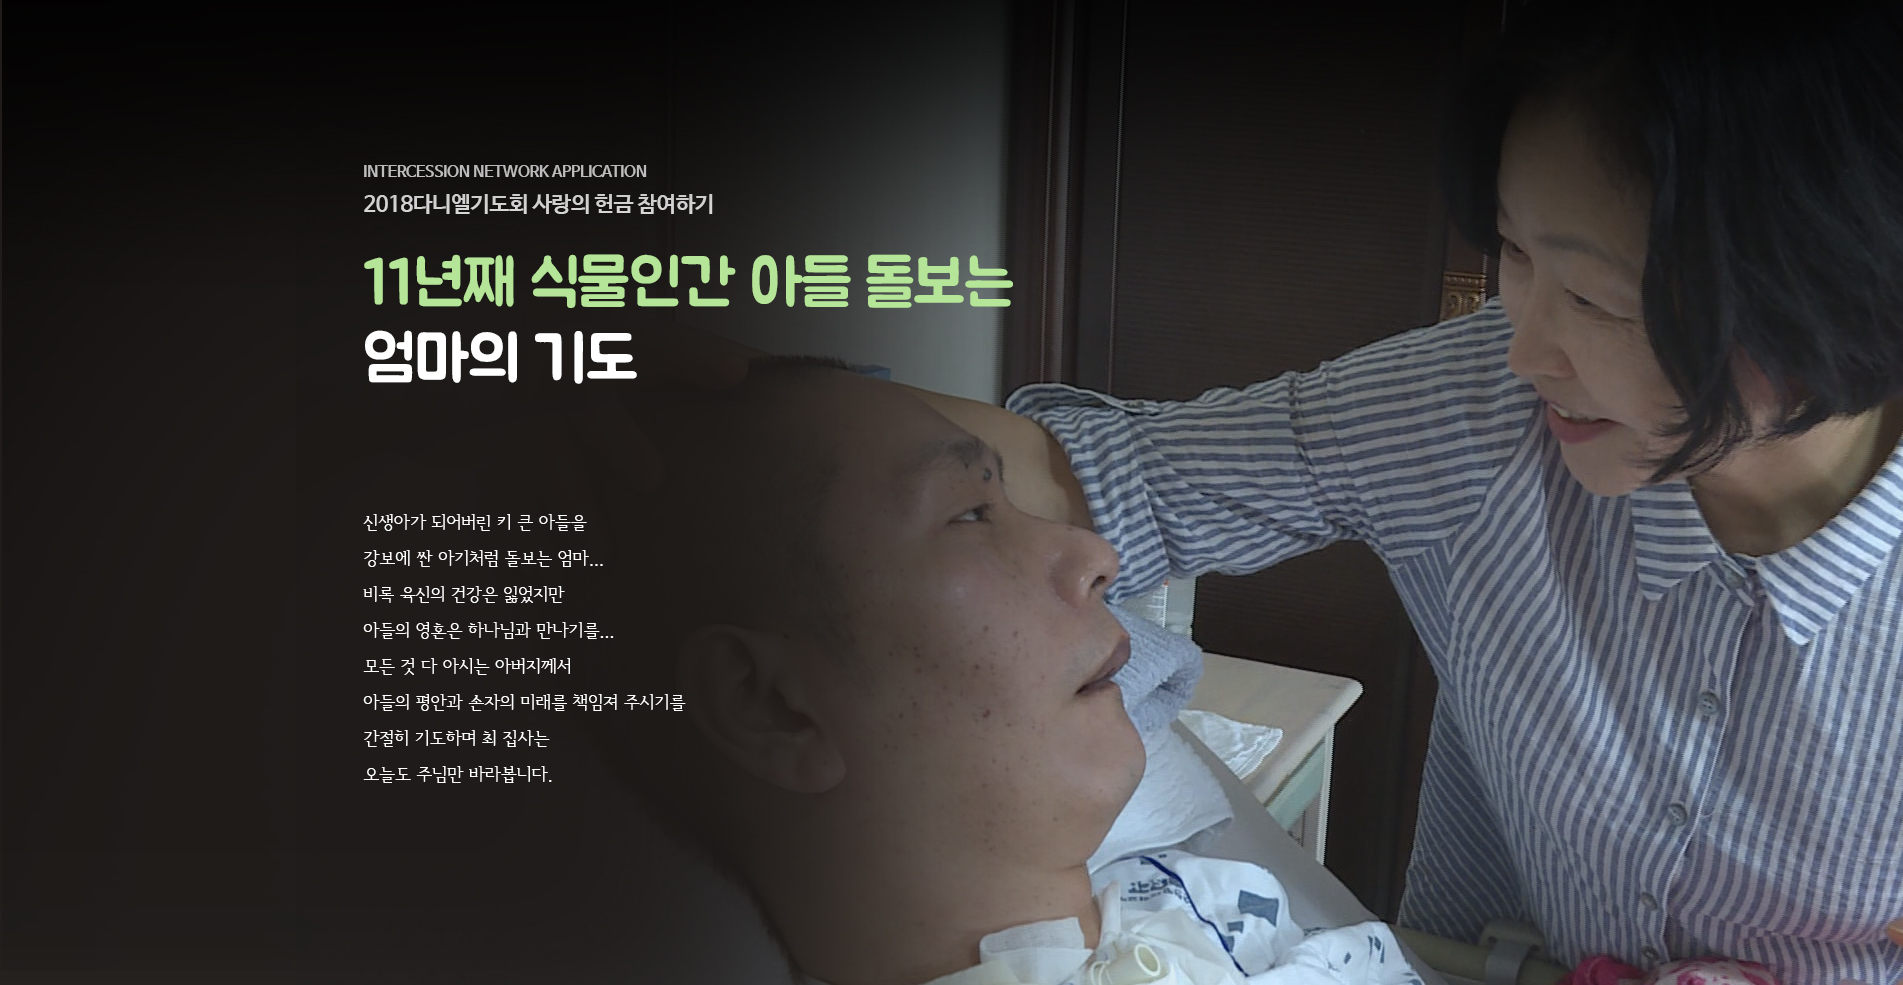 INTERCESSION NETWORK APPLICATION
2018다니엘기도회 사랑의 헌금 참여하기
11년째 식물인간 아들 돌보는
엄마의 기도
신생아가 되어버린 키 큰 아들을
강보에 싼 아기처럼 돌보는 엄마...
비록 육신의 건강은 잃었지만
아들의 영혼은 하나님과 만나기를...
모든 것 다 아시는 아버지께서
아들의 평안과 손자의 미래를 책임져 주시기를
간절히 기도하며 최 집사는
오늘도 주님만 바라봅니다.